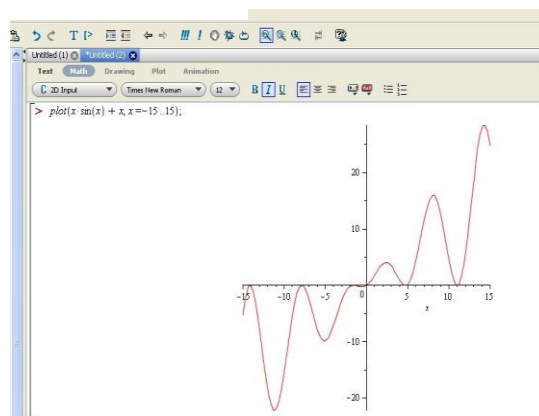 Untitled (1) *Untitled (2)
Text Math Drawing Plot Animation
C 2D Input Times New Roman 12 B I U
> plot(x·sin(x) + x, x=-15..15);
20
10
-15 -10 -5 0 5 10 15
x
-10
-20